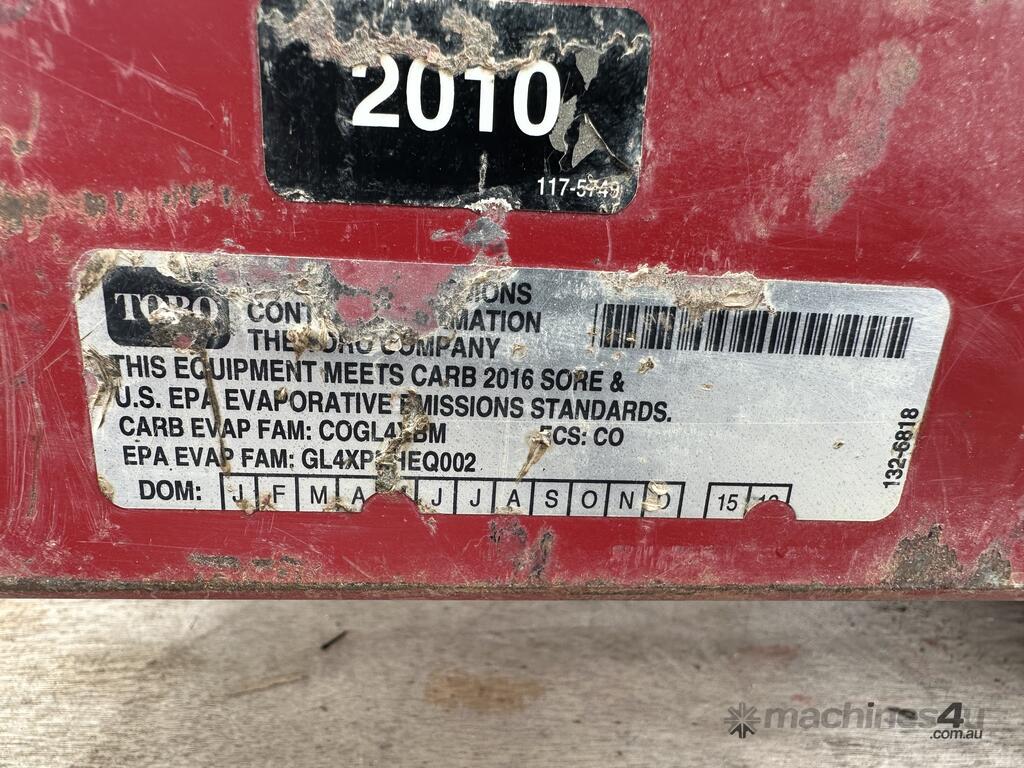 2010
117-5749
TORO
THE TORO COMPANY
THIS EQUIPMENT MEETS CARB 2016 SORE &
U.S. EPA EVAPORATIVE EMISSIONS STANDARDS.
CARB EVAP FAM: COGL4XBM ECS: CO
EPA EVAP FAM:
DOM: J F M A J J A S O N D 15
132-6818
machines4u
.com.au